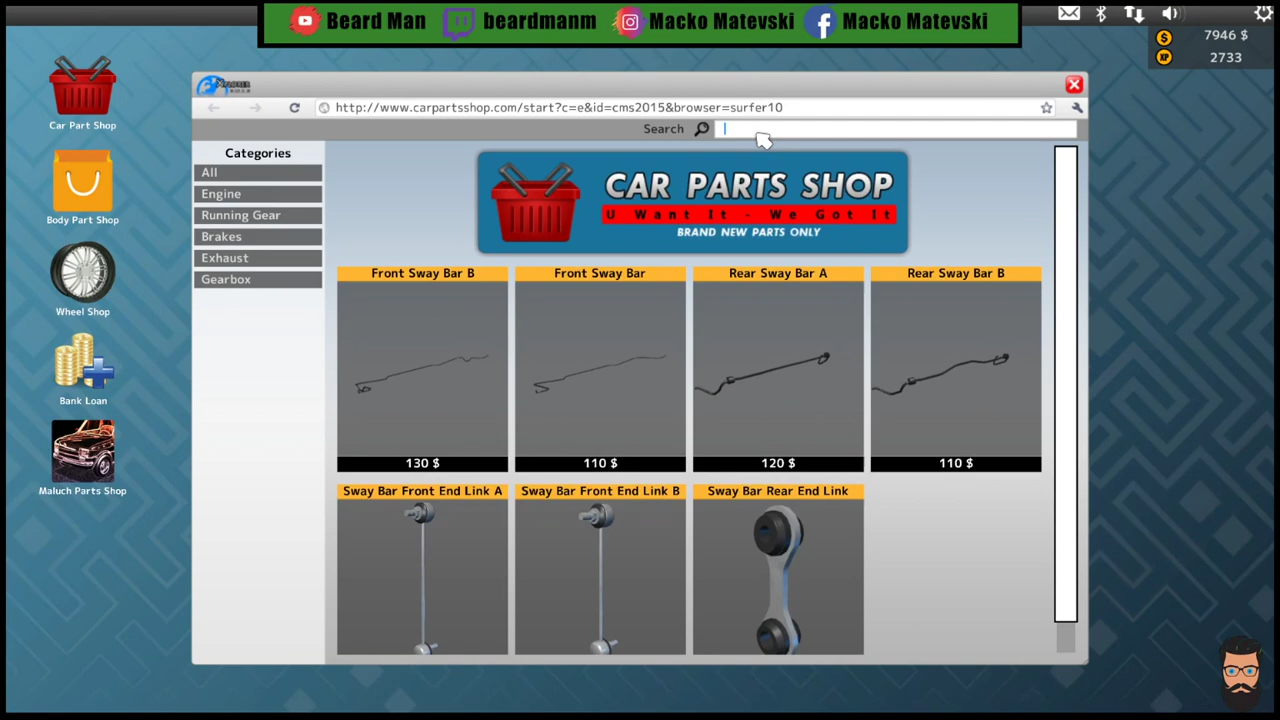 Beard Man
beardmanm
Macko Matevski
Macko Matevski
7946 $
XP
2733
Car Part Shop
Body Part Shop
Wheel Shop
Bank Loan
Maluch Parts Shop
http://www.carpartsshop.com/start?c=e&id=cms2015&browser=surfer10
Search
Categories
All
Engine
Running Gear
Brakes
Exhaust
Gearbox
CAR PARTS SHOP
U Want It - We Got It
BRAND NEW PARTS ONLY
Front Sway Bar B
130 $
Front Sway Bar
110 $
Rear Sway Bar A
120 $
Rear Sway Bar B
110 $
Sway Bar Front End Link A
Sway Bar Front End Link B
Sway Bar Rear End Link